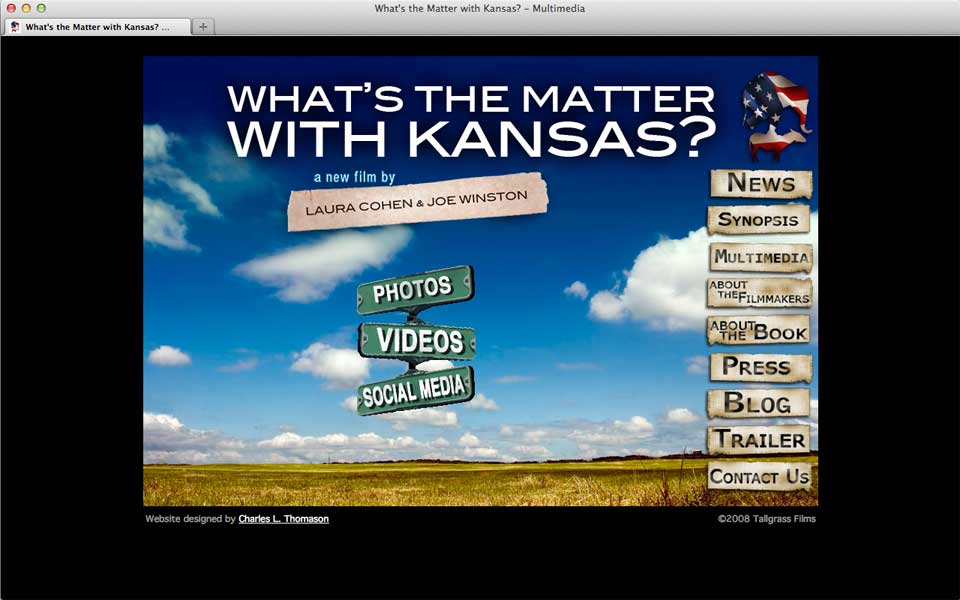 What's the Matter with Kansas? – Multimedia
What's the Matter with Kansas? ...
WHAT'S THE MATTER
WITH KANSAS?
a new film by
LAURA COHEN & JOE WINSTON
PHOTOS
VIDEOS
SOCIAL MEDIA
NEWS
SYNOPSIS
MULTIMEDIA
ABOUT
THE FILMMAKERS
ABOUT
THE BOOK
PRESS
BLOG
TRAILER
CONTACT US
Website designed by Charles L. Thomason
©2008 Tallgrass Films